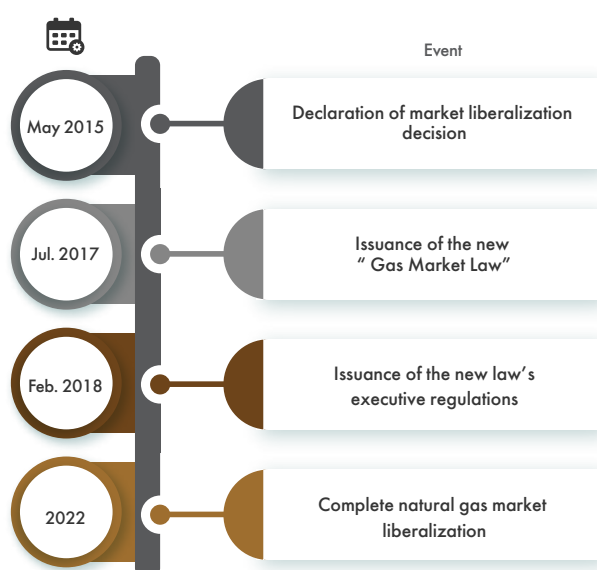 Event
May 2015
Declaration of market liberalization
decision
Jul. 2017
Issuance of the new
“ Gas Market Law”
Feb. 2018
Issuance of the new law’s
executive regulations
2022
Complete natural gas market
liberalization